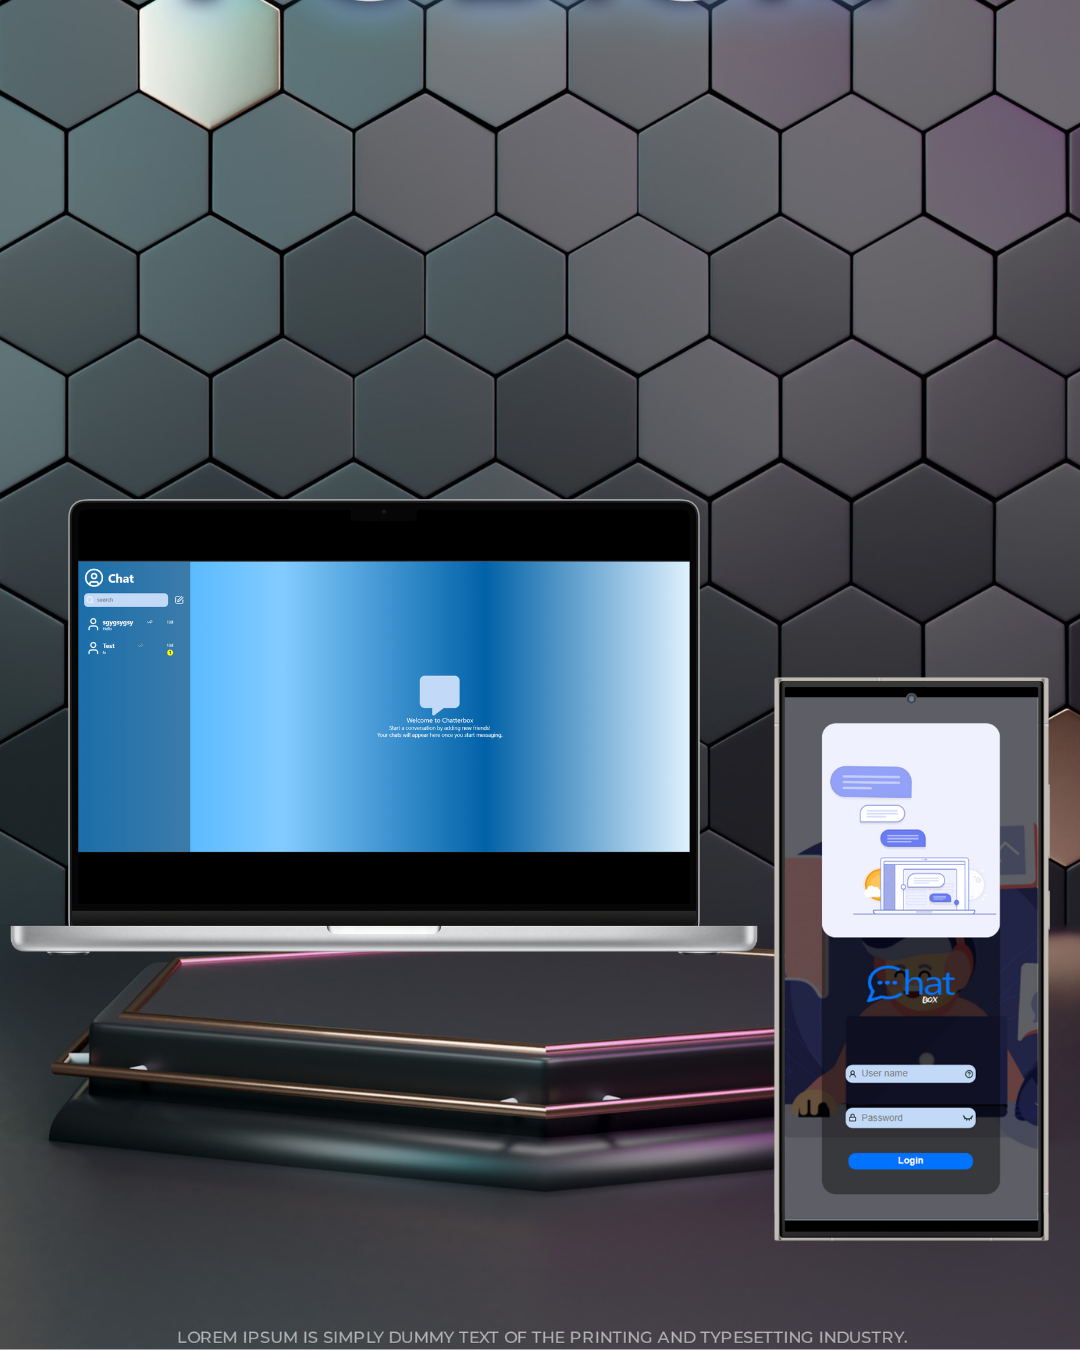 Chat
search
sgygsygsy
Hello
Test
hi
1
Welcome to Chatterbox
Start a conversation by adding new friends!
Your chats will appear here once you start messaging.
Chat
BOX
User name
Password
Login
LOREM IPSUM IS SIMPLY DUMMY TEXT OF THE PRINTING AND TYPESETTING INDUSTRY.